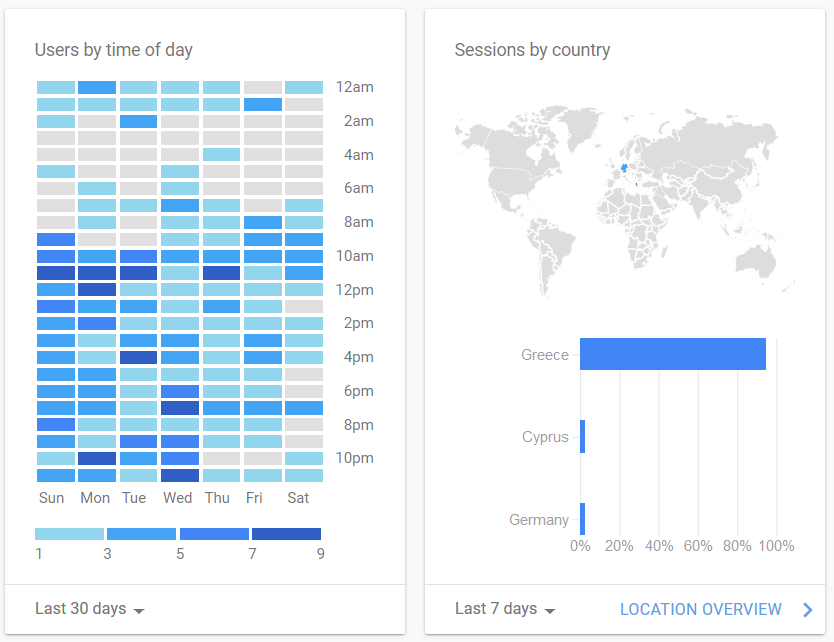 Users by time of day
12am
2am
4am
6am
8am
10am
12pm
2pm
4pm
6pm
8pm
10pm
Sun Mon Tue Wed Thu Fri Sat
1 3 5 7 9
Last 30 days
Sessions by country
Greece
Cyprus
Germany
0% 20% 40% 60% 80% 100%
Last 7 days LOCATION OVERVIEW